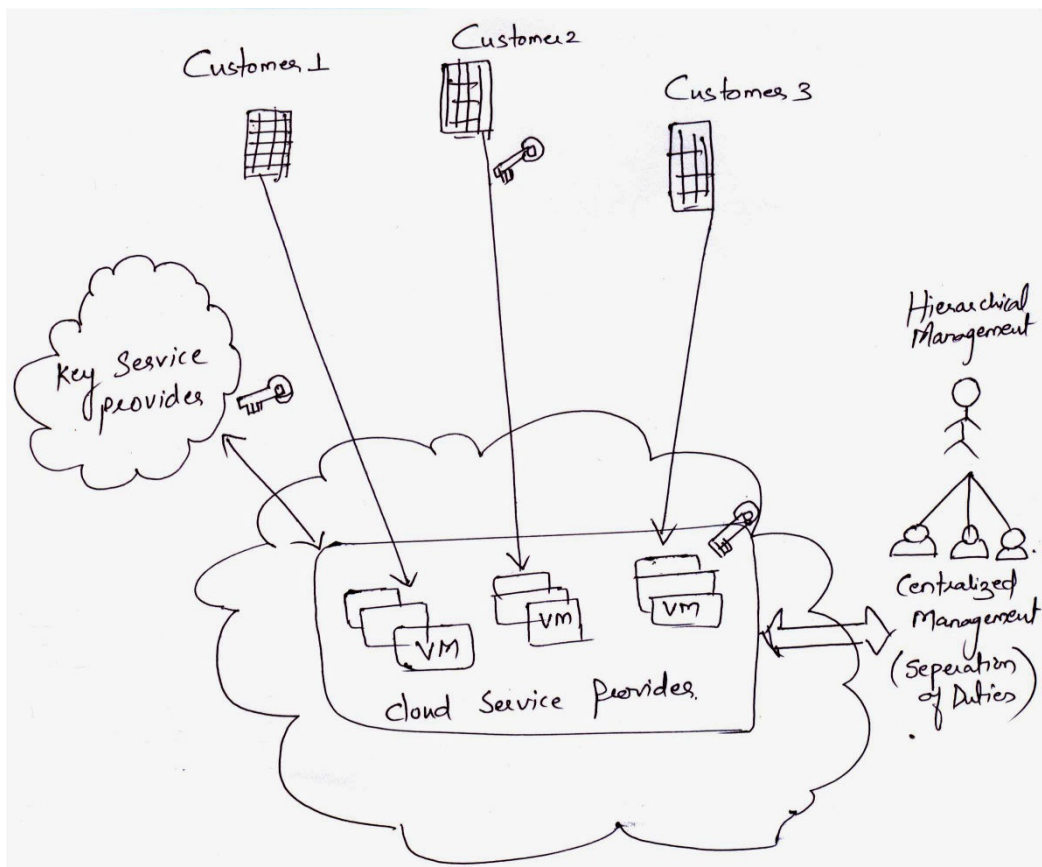 Customer 1
Customer 2
Customer 3
Key Service
provider
Hierarchical
Management
VM
VM
VM
Cloud Service Provider.
Centralized
Management
(Seperation
of Duties)